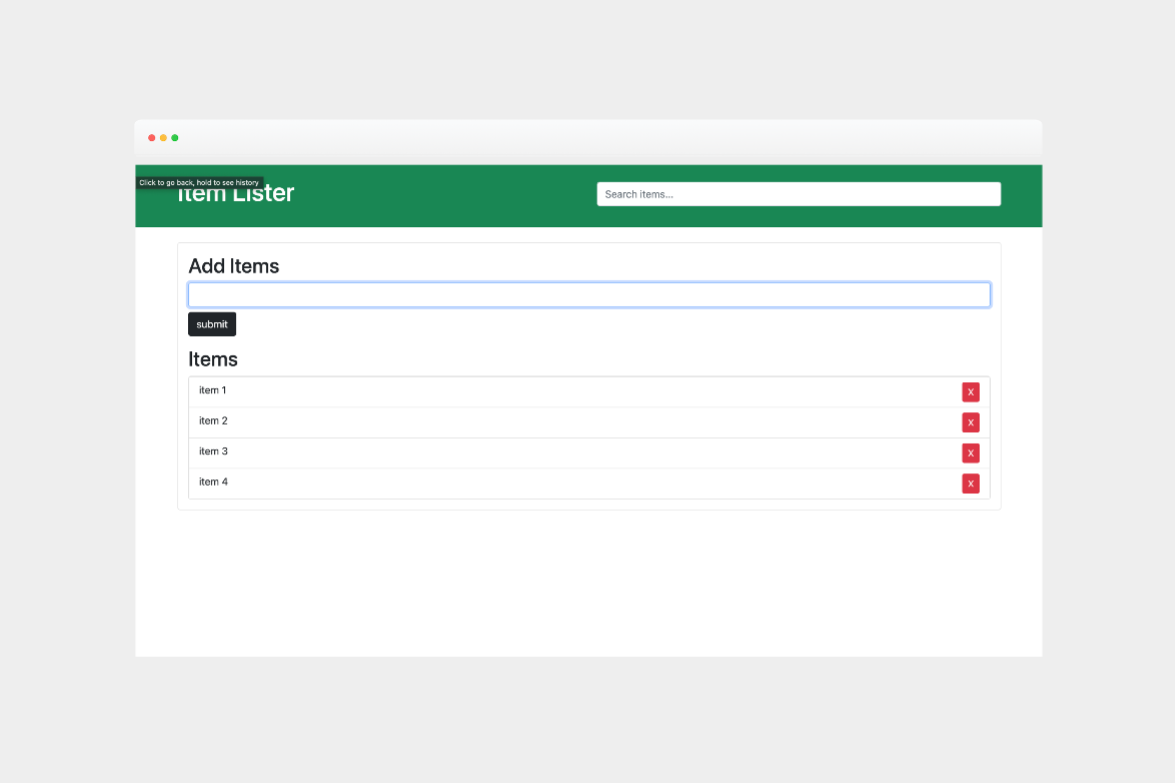 Click to go back, hold to see history
Item Lister
Search items...
Add Items
submit
Items
item 1
X
item 2
X
item 3
X
item 4
X